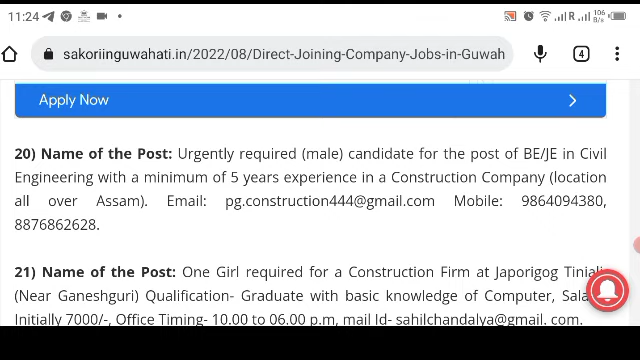 11:24 106 B/s
sakoriinguwahati.in/2022/08/Direct-Joining-Company-Jobs-in-Guwah 4
Apply Now
20) Name of the Post: Urgently required (male) candidate for the post of BE/JE in Civil
Engineering with a minimum of 5 years experience in a Construction Company (location
all over Assam). Email: pg.construction444@gmail.com Mobile: 9864094380,
8876862628.
21) Name of the Post: One Girl required for a Construction Firm at Japorigog Tiniali
(Near Ganeshguri) Qualification- Graduate with basic knowledge of Computer, Sala
Initially 7000/-, Office Timing- 10.00 to 06.00 p.m, mail Id- sahilchandalya@gmail. com.